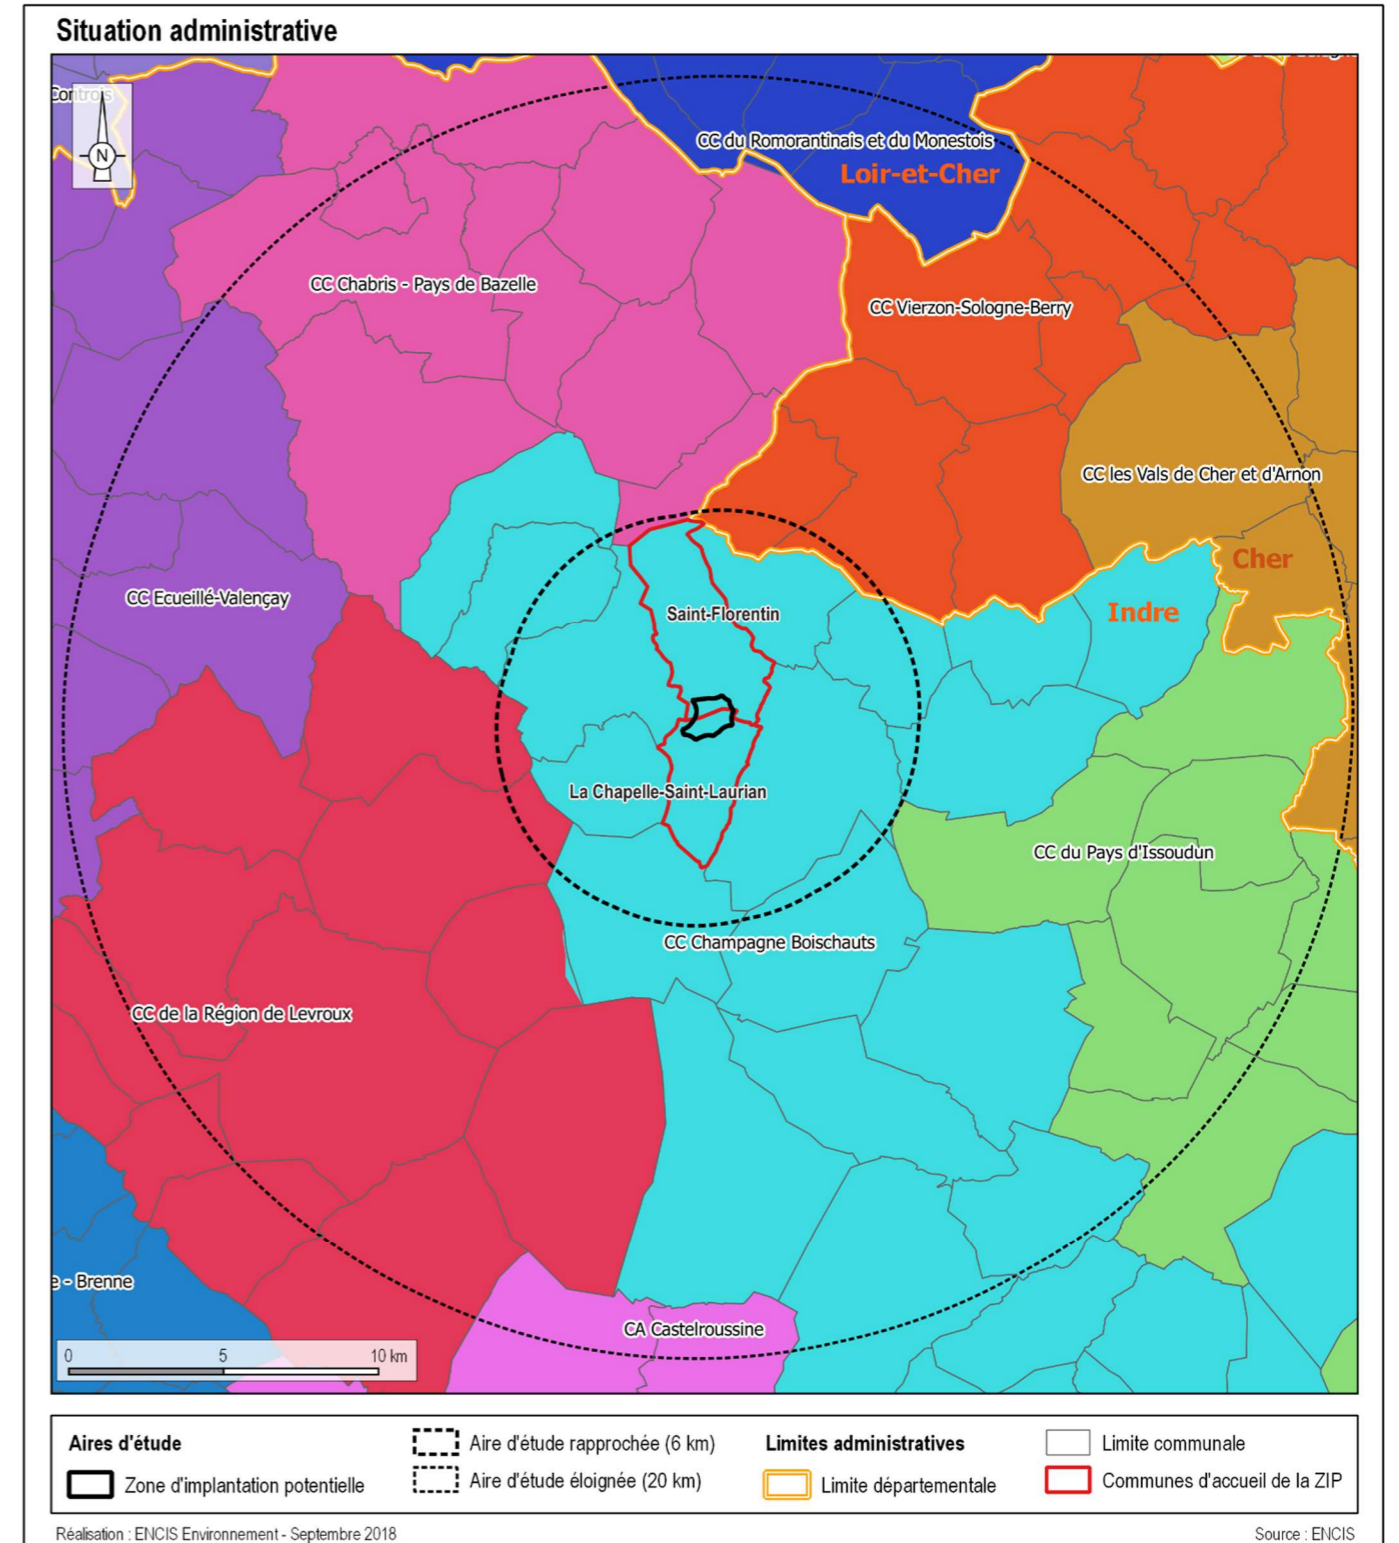 Situation administrative
Controis
N
CC du Romorantinais et du Monestois
Loir-et-Cher
CC Chabris - Pays de Bazelle
CC Vierzon-Sologne-Berry
CC les Vals de Cher et d'Arnon
Cher
CC Ecueillé-Valençay
Saint-Florentin
Indre
La Chapelle-Saint-Laurian
CC du Pays d'Issoudun
CC Champagne Boischauts
CC de la Région de Levroux
e - Brenne
CA Castelroussine
0 5 10 km
Aires d'étude
Zone d'implantation potentielle
Aire d'étude rapprochée (6 km)
Aire d'étude éloignée (20 km)
Limites administratives
Limite départementale
Limite communale
Communes d'accueil de la ZIP
Réalisation : ENCIS Environnement - Septembre 2018
Source : ENCIS